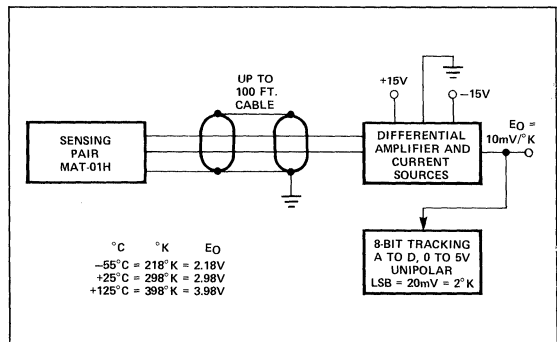 UP TO
100 FT.
CABLE
+15V
−15V
SENSING
PAIR
MAT-01H
DIFFERENTIAL
AMPLIFIER AND
CURRENT
SOURCES
EO =
10mV/°K
8-BIT TRACKING
A TO D, 0 TO 5V
UNIPOLAR
LSB = 20mV = 2°K
°C °K EO
−55°C = 218°K = 2.18V
+25°C = 298°K = 2.98V
+125°C = 398°K = 3.98V